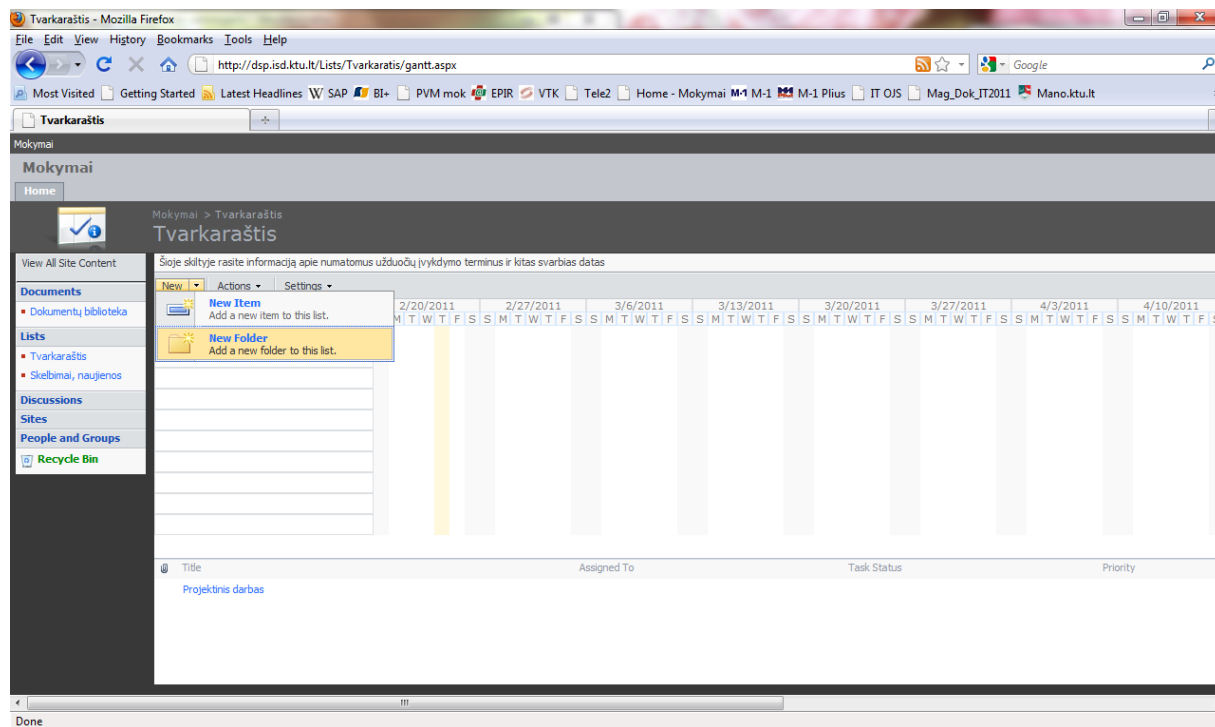 Tvarkaraštis - Mozilla Firefox
File Edit View History Bookmarks Tools Help
http://dsp.isd.ktu.lt/Lists/Tvarkaratis/gantt.aspx Google
Most Visited Getting Started Latest Headlines W SAP BI+ PVM mok EPIR VTK Tele2 Home - Mokymai M-1 M-1 M-1 Plius IT OJS Mag_Dok_IT2011 Mano.ktu.lt
Tvarkaraštis
Mokymai
Mokymai
Home
Mokymai > Tvarkaraštis
Tvarkaraštis
View All Site Content
Šioje skiltyje rasite informaciją apie numatomus užduočių įvykdymo terminus ir kitas svarbias datas
Documents
Dokumentų biblioteka
Lists
Tvarkaraštis
Skelbimai, naujienos
Discussions
Sites
People and Groups
Recycle Bin
New Actions Settings
New Item
Add a new item to this list.
New Folder
Add a new folder to this list.
2/20/2011 2/27/2011 3/6/2011 3/13/2011 3/20/2011 3/27/2011 4/3/2011 4/10/2011
M T W T F S S M T W T F S S M T W T F S S M T W T F S S M T W T F S S M T W T F S S M T W T F S S M T W T F S
Title Assigned To Task Status Priority
Projektinis darbas
Done